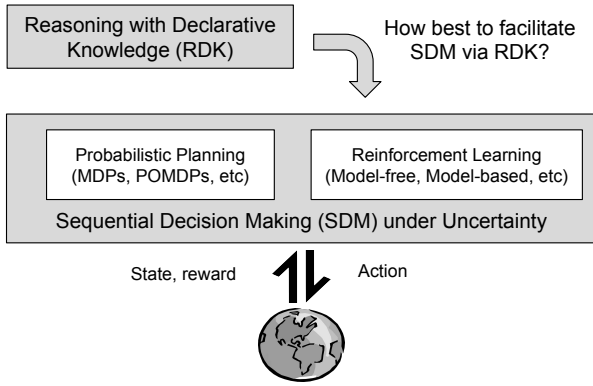 Reasoning with Declarative
Knowledge (RDK)
How best to facilitate
SDM via RDK?
Probabilistic Planning
(MDPs, POMDPs, etc)
Reinforcement Learning
(Model-free, Model-based, etc)
Sequential Decision Making (SDM) under Uncertainty
State, reward
Action